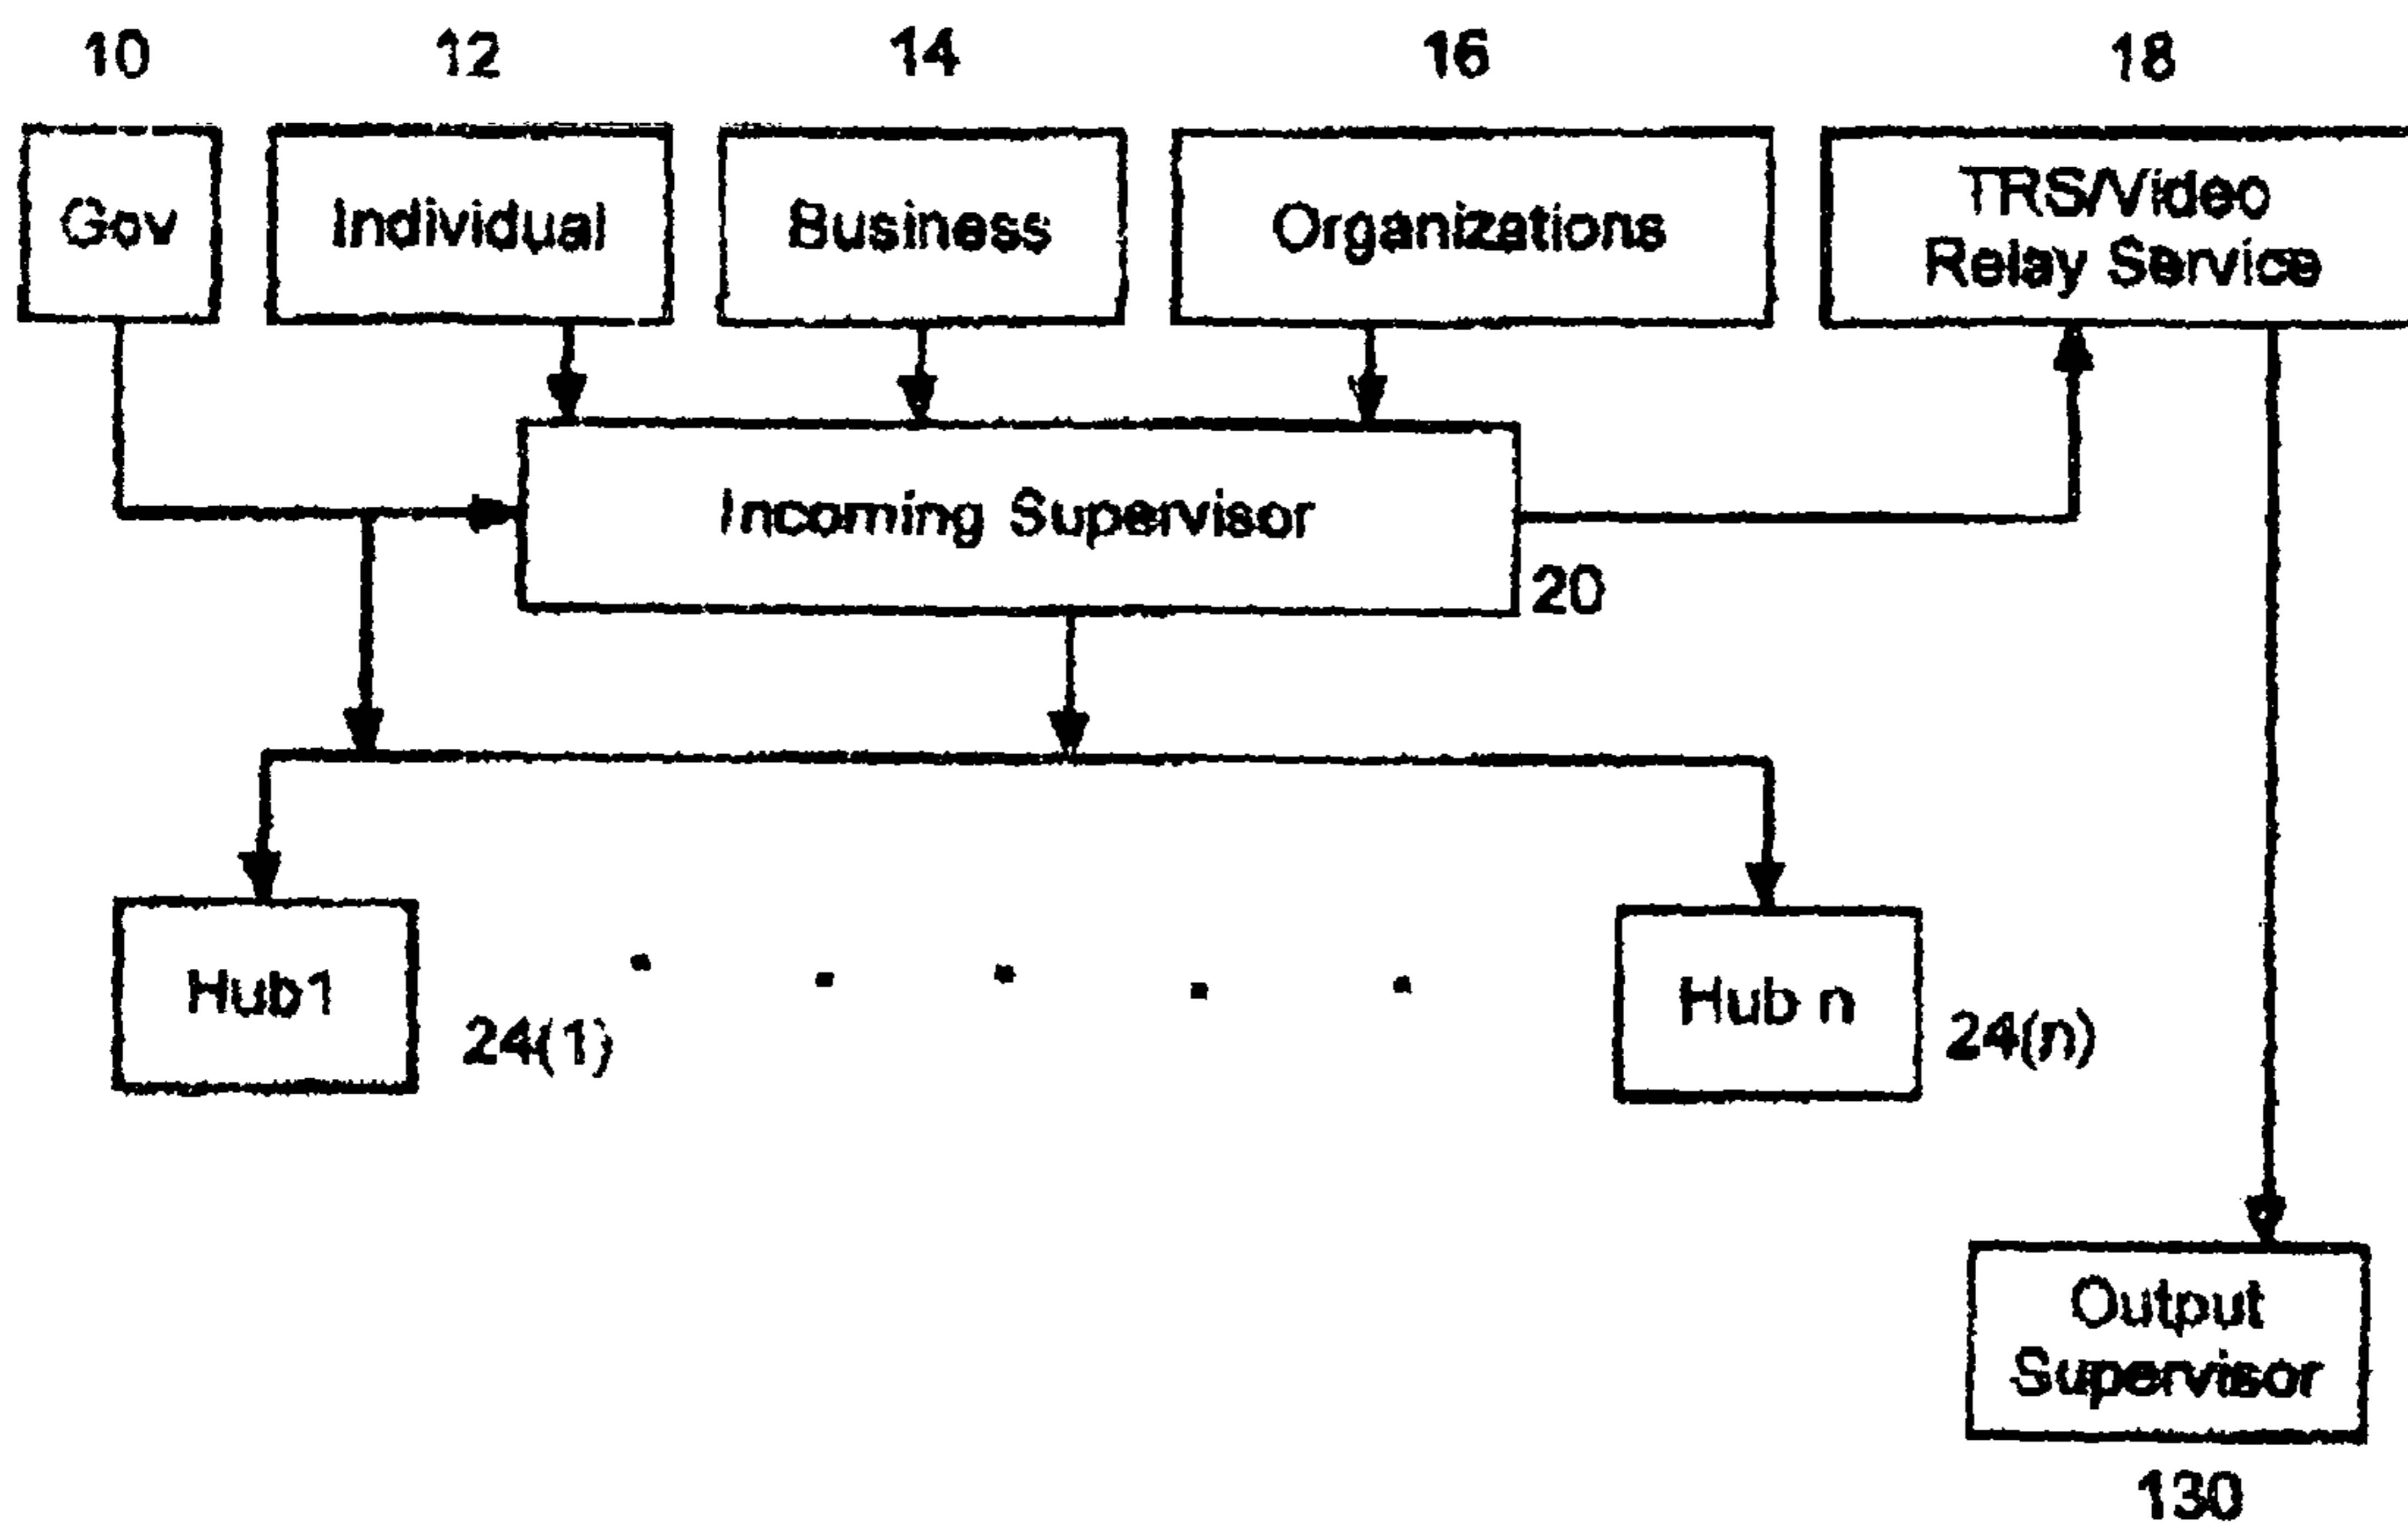 10 12 14 16 18
Gov
Individual
Business
Organizations
TRS/Video
Relay Service
Incoming Supervisor
20
Hub1
24(1)
Hub n
24(n)
Output
Supervisor
130